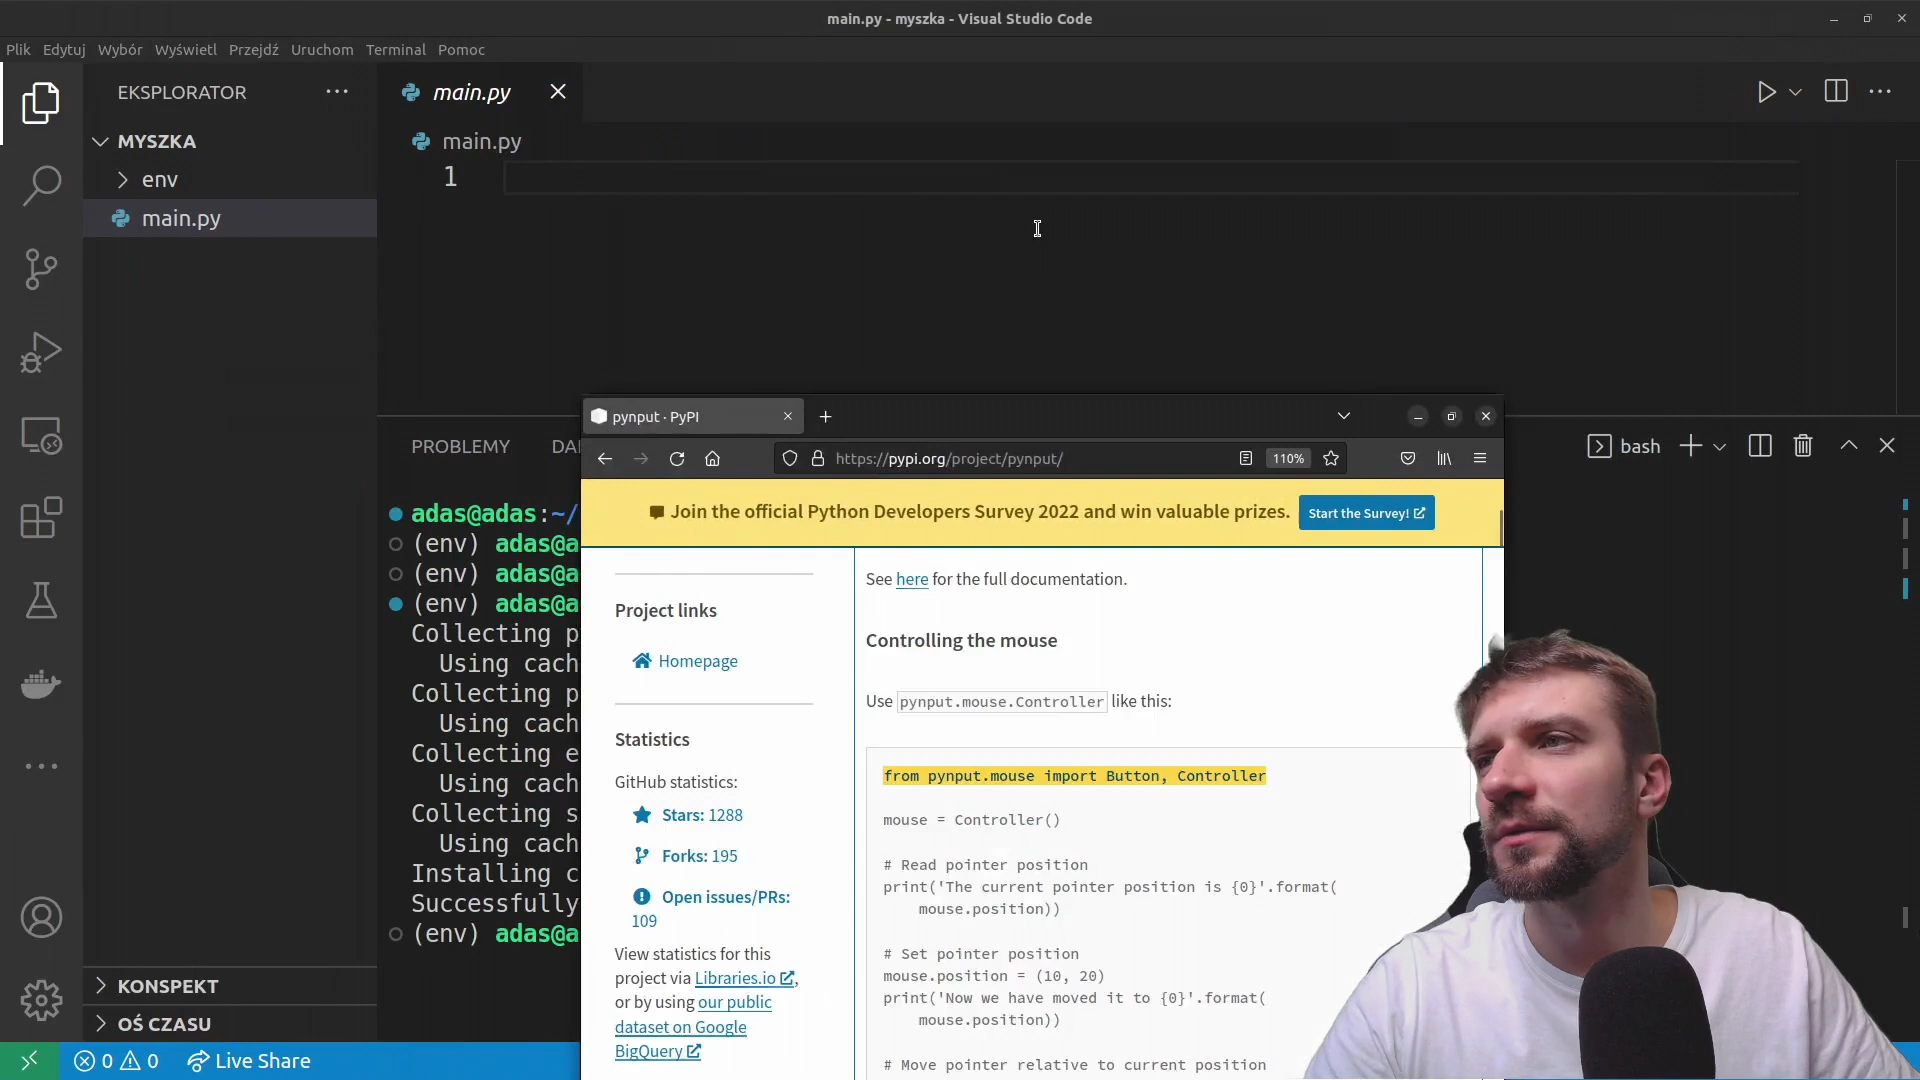 main.py - myszka - Visual Studio Code
Plik Edytuj Wybór Wyświetl Przejdź Uruchom Terminal Pomoc
EKSPLORATOR
MYSZKA
env
main.py
main.py
main.py
1
PROBLEMY
bash
adas@adas:~/
(env) adas@a
(env) adas@a
(env) adas@a
Collecting p
Using cach
Collecting p
Using cach
Collecting e
Using cach
Collecting s
Using cach
Installing c
Successfully
(env) adas@a
KONSPEKT
OŚ CZASU
0 0 Live Share
pynput · PyPI
https://pypi.org/project/pynput/ 110%
Join the official Python Developers Survey 2022 and win valuable prizes. Start the Survey!
Project links
Homepage
Statistics
GitHub statistics:
Stars: 1288
Forks: 195
Open issues/PRs:
109
View statistics for this
project via Libraries.io,
or by using our public
dataset on Google
BigQuery
See here for the full documentation.
Controlling the mouse
Use pynput.mouse.Controller like this:
from pynput.mouse import Button, Controller
mouse = Controller()
# Read pointer position
print('The current pointer position is {0}'.format(
mouse.position))
# Set pointer position
mouse.position = (10, 20)
print('Now we have moved it to {0}'.format(
mouse.position))
# Move pointer relative to current position